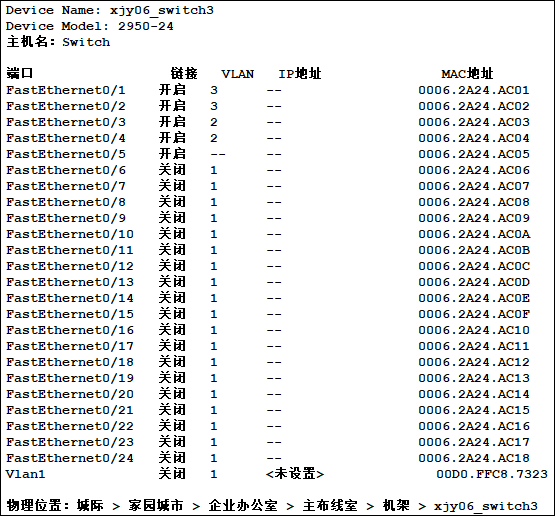 Device Name: xjy06_switch3
Device Model: 2950-24
主机名: Switch
端口 链接 VLAN IP地址 MAC地址
FastEthernet0/1 开启 3 -- 0006.2A24.AC01
FastEthernet0/2 开启 3 -- 0006.2A24.AC02
FastEthernet0/3 开启 2 -- 0006.2A24.AC03
FastEthernet0/4 开启 2 -- 0006.2A24.AC04
FastEthernet0/5 开启 -- -- 0006.2A24.AC05
FastEthernet0/6 关闭 1 -- 0006.2A24.AC06
FastEthernet0/7 关闭 1 -- 0006.2A24.AC07
FastEthernet0/8 关闭 1 -- 0006.2A24.AC08
FastEthernet0/9 关闭 1 -- 0006.2A24.AC09
FastEthernet0/10 关闭 1 -- 0006.2A24.AC0A
FastEthernet0/11 关闭 1 -- 0006.2A24.AC0B
FastEthernet0/12 关闭 1 -- 0006.2A24.AC0C
FastEthernet0/13 关闭 1 -- 0006.2A24.AC0D
FastEthernet0/14 关闭 1 -- 0006.2A24.AC0E
FastEthernet0/15 关闭 1 -- 0006.2A24.AC0F
FastEthernet0/16 关闭 1 -- 0006.2A24.AC10
FastEthernet0/17 关闭 1 -- 0006.2A24.AC11
FastEthernet0/18 关闭 1 -- 0006.2A24.AC12
FastEthernet0/19 关闭 1 -- 0006.2A24.AC13
FastEthernet0/20 关闭 1 -- 0006.2A24.AC14
FastEthernet0/21 关闭 1 -- 0006.2A24.AC15
FastEthernet0/22 关闭 1 -- 0006.2A24.AC16
FastEthernet0/23 关闭 1 -- 0006.2A24.AC17
FastEthernet0/24 关闭 1 -- 0006.2A24.AC18
Vlan1 关闭 1 <未设置> 00D0.FFC8.7323
物理位置: 城际 > 家园城市 > 企业办公室 > 主布线室 > 机架 > xjy06_switch3